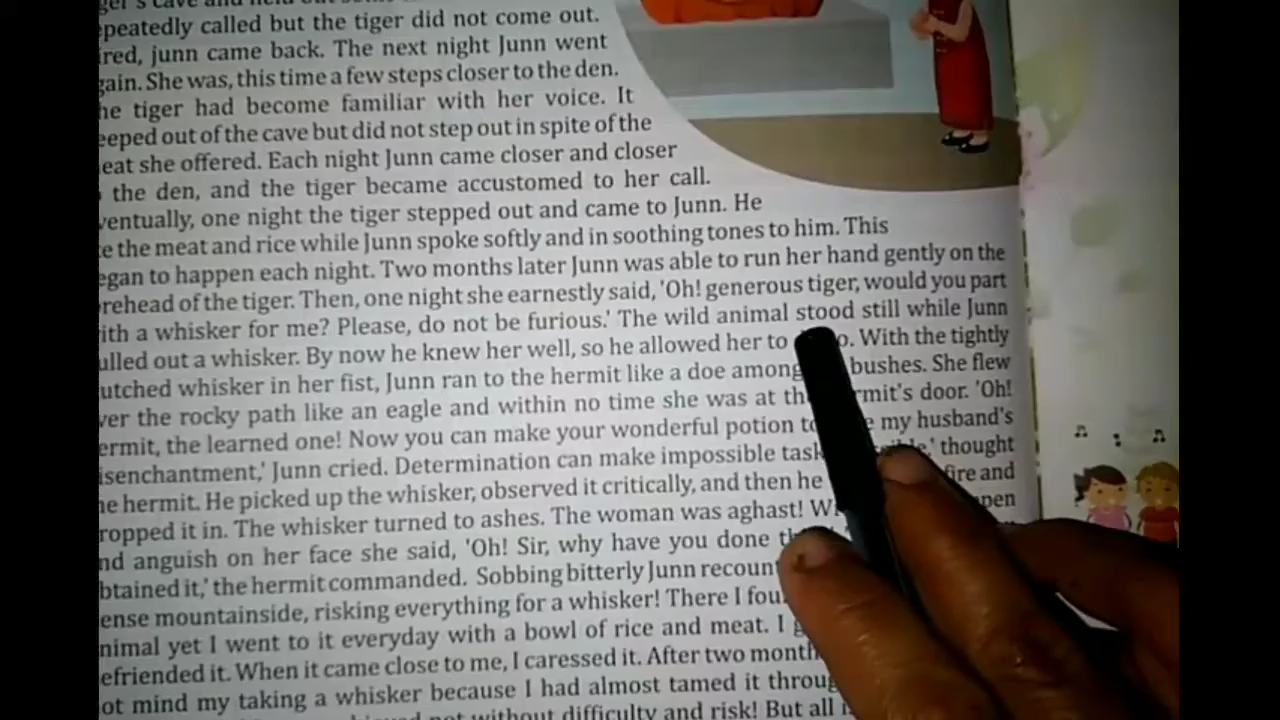 epeatedly called but the tiger did not come out.
ired, junn came back. The next night Junn went
gain. She was, this time a few steps closer to the den.
he tiger had become familiar with her voice. It
eeped out of the cave but did not step out in spite of the
eat she offered. Each night Junn came closer and closer
the den, and the tiger became accustomed to her call.
ventually, one night the tiger stepped out and came to Junn. He
te the meat and rice while Junn spoke softly and in soothing tones to him. This
egan to happen each night. Two months later Junn was able to run her hand gently on the
rehead of the tiger. Then, one night she earnestly said, 'Oh! generous tiger, would you part
ith a whisker for me? Please, do not be furious.' The wild animal stood still while Junn
ulled out a whisker. By now he knew her well, so he allowed her to o. With the tightly
utched whisker in her fist, Junn ran to the hermit like a doe among bushes. She flew
ver the rocky path like an eagle and within no time she was at th rmit's door. 'Oh!
ermit, the learned one! Now you can make your wonderful potion to my husband's
isenchantment,' Junn cried. Determination can make impossible task thought
he hermit. He picked up the whisker, observed it critically, and then he fire and
ropped it in. The whisker turned to ashes. The woman was aghast! Wi open
nd anguish on her face she said, 'Oh! Sir, why have you done
btained it,' the hermit commanded. Sobbing bitterly Junn recount
ense mountainside, risking everything for a whisker! There I fou
nimal yet I went to it everyday with a bowl of rice and meat. I g
efriended it. When it came close to me, I caressed it. After two month
ot mind my taking a whisker because I had almost tamed it throug
not without difficulty and risk! But all